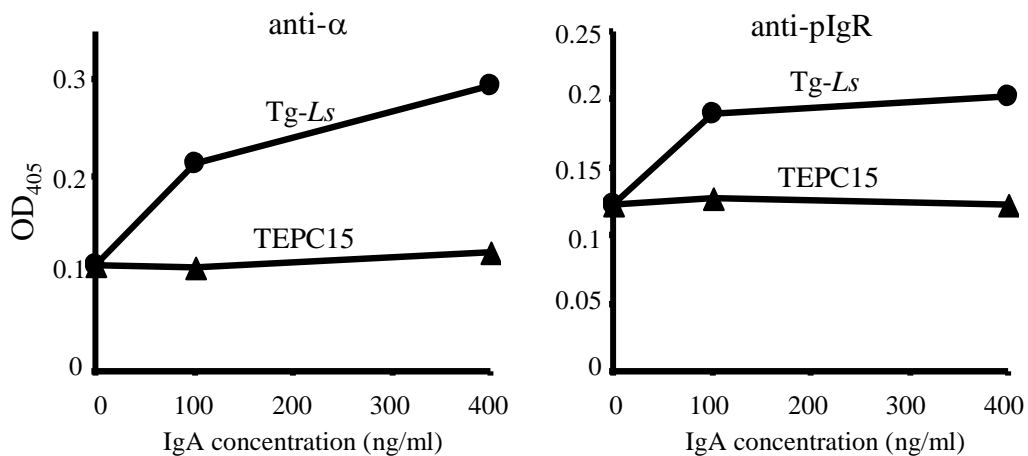 anti-α
OD405
0.3
0.2
0.1
0
Tg-Ls
TEPC15
0 100 200 300 400
IgA concentration (ng/ml)
anti-pIgR
0.25
0.2
0.15
0.1
0.05
0
Tg-Ls
TEPC15
0 100 200 300 400
IgA concentration (ng/ml)